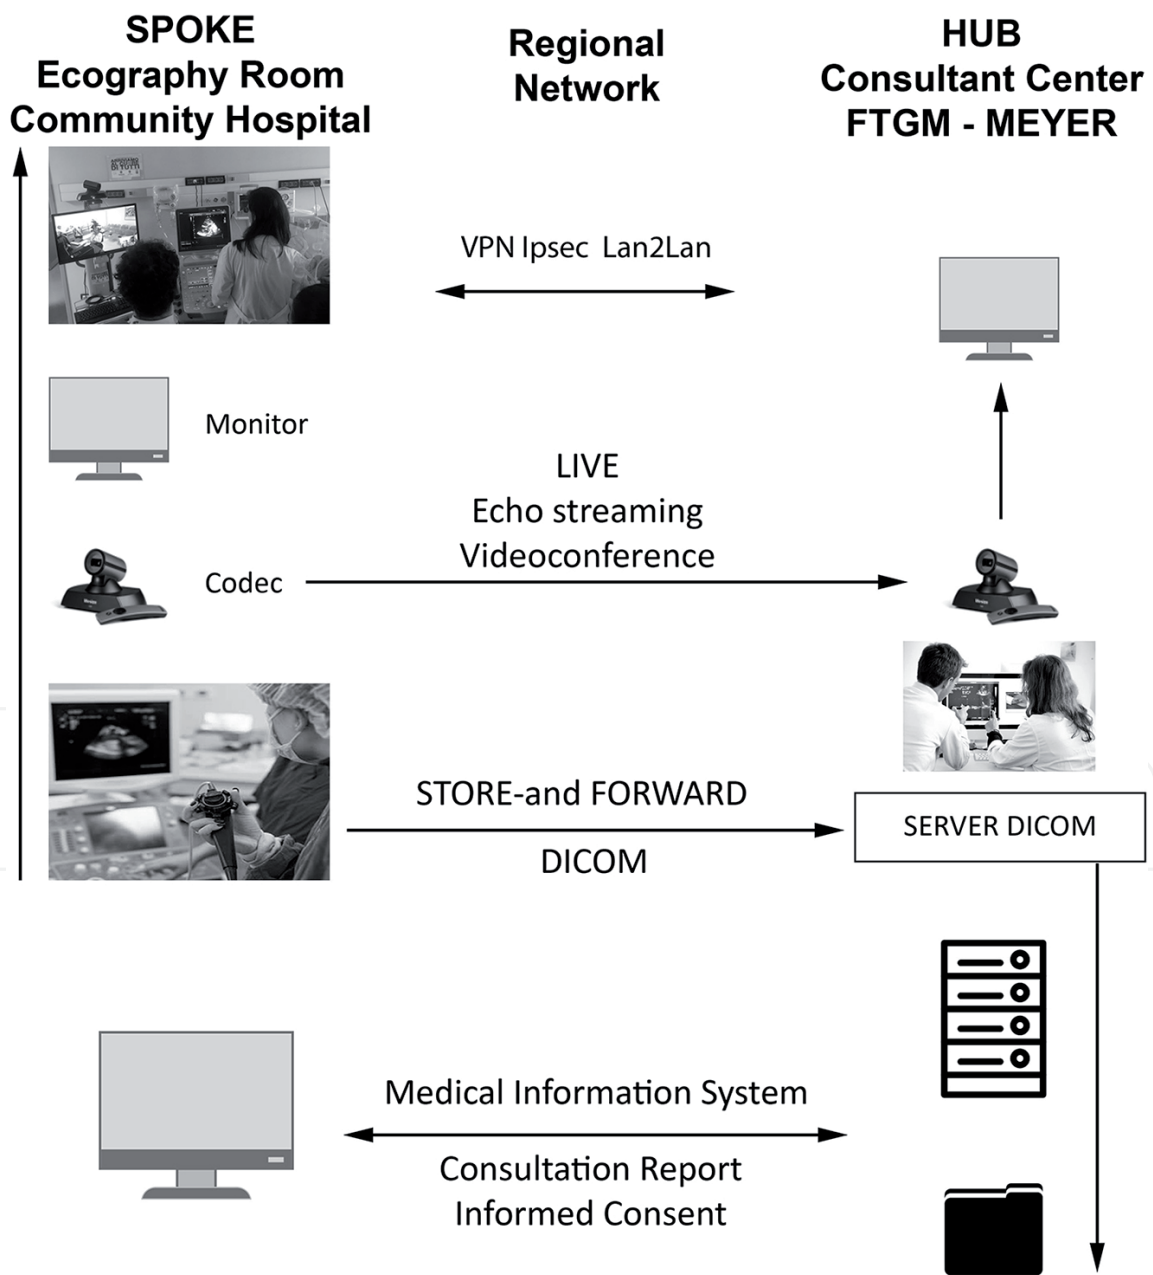 SPOKE
Ecography Room
Community Hospital
Regional
Network
HUB
Consultant Center
FTGM - MEYER
VPN Ipsec Lan2Lan
Monitor
LIVE
Echo streaming
Videoconference
Codec
STORE-and FORWARD
DICOM
SERVER DICOM
Medical Information System
Consultation Report
Informed Consent